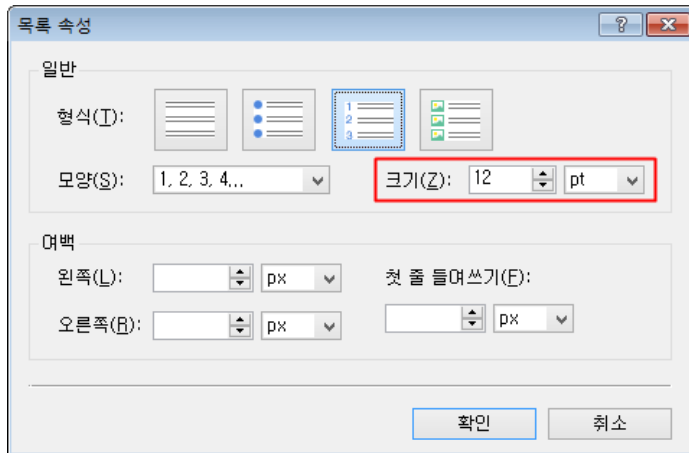 목록 속성
일반
형식(T):
1
2
3
모양(S): 1, 2, 3, 4,,, 크기(Z): 12 pt
여백
왼쪽(L): px 첫 줄 들여쓰기(F):
오른쪽(R): px px
확인 취소